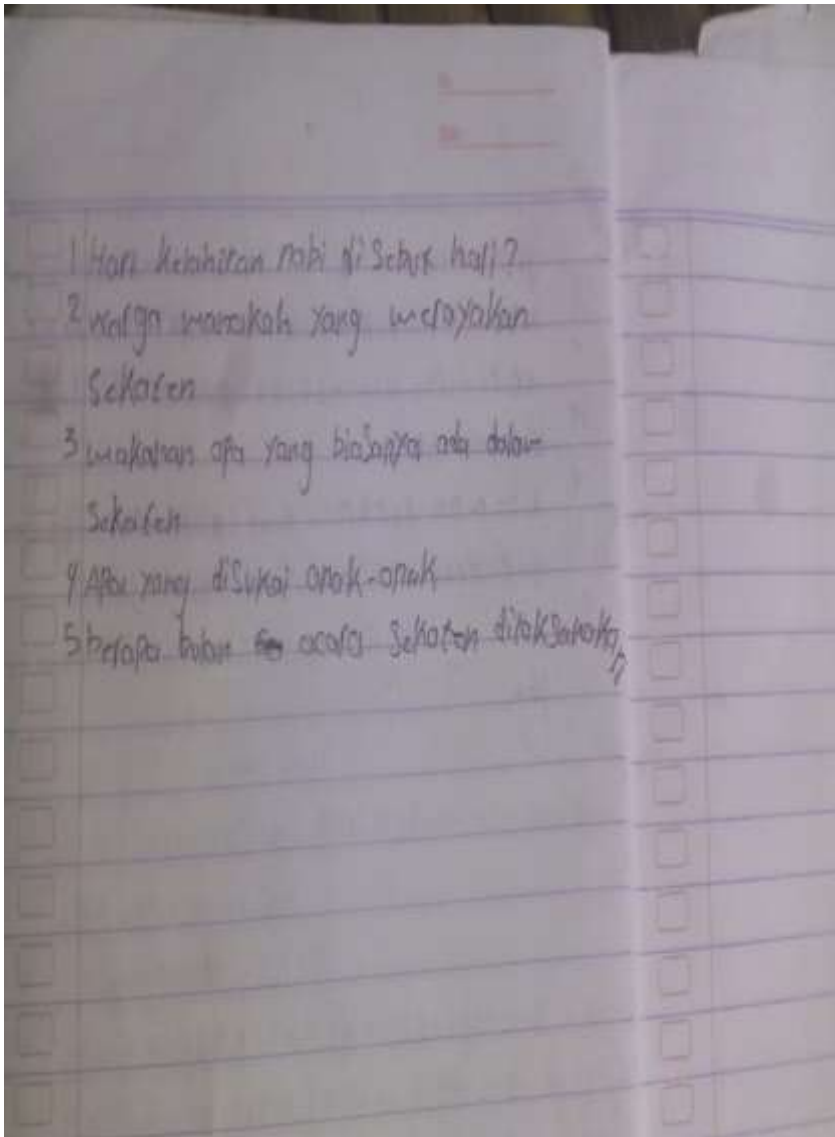 1 Hari kelahiran nabi di sebut hari?
2 warga manakah yang merayakan
Sekaten
3 makanan apa yang biasanya ada dalam
Sekaten
4 Apa yang disukai anak-anak
5 berapa bulan acara Sekaten dilaksanakan